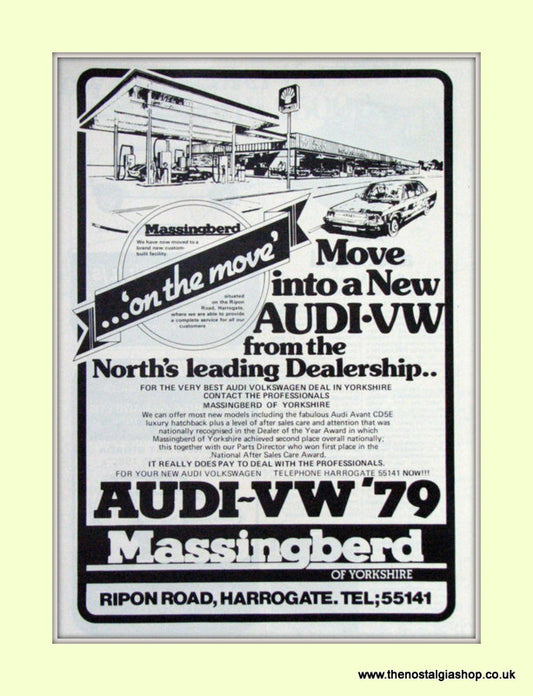 Massingberd
We have now moved to a
brand new custom-
built facility
...'on the move'
situated
on the Ripon
Road, Harrogate,
where we are able to provide
a complete service for all our
customers
Move
into a New
AUDI·VW
from the
North's leading Dealership..
FOR THE VERY BEST AUDI VOLKSWAGEN DEAL IN YORKSHIRE
CONTACT THE PROFESSIONALS
MASSINGBERD OF YORKSHIRE
We can offer most new models including the fabulous Audi Avant CD5E
luxury hatchback plus a level of after sales care and attention that was
nationally recognised in the Dealer of the Year Award in which
Massingberd of Yorkshire achieved second place overall nationally;
this together with our Parts Director who won first place in the
National After Sales Care Award.
IT REALLY DOES PAY TO DEAL WITH THE PROFESSIONALS.
FOR YOUR NEW AUDI VOLKSWAGEN TELEPHONE HARROGATE 55141 NOW!!!
AUDI~VW '79
Massingberd
OF YORKSHIRE
RIPON ROAD, HARROGATE. TEL;55141
www.thenostalgiashop.co.uk